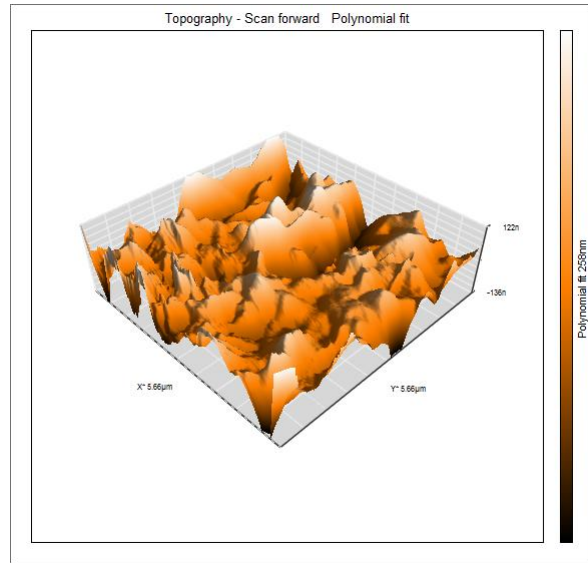 Topography - Scan forward Polynomial fit
122n
-136n
X* 5.66µm
Y* 5.66µm
Polynomial fit 258nm